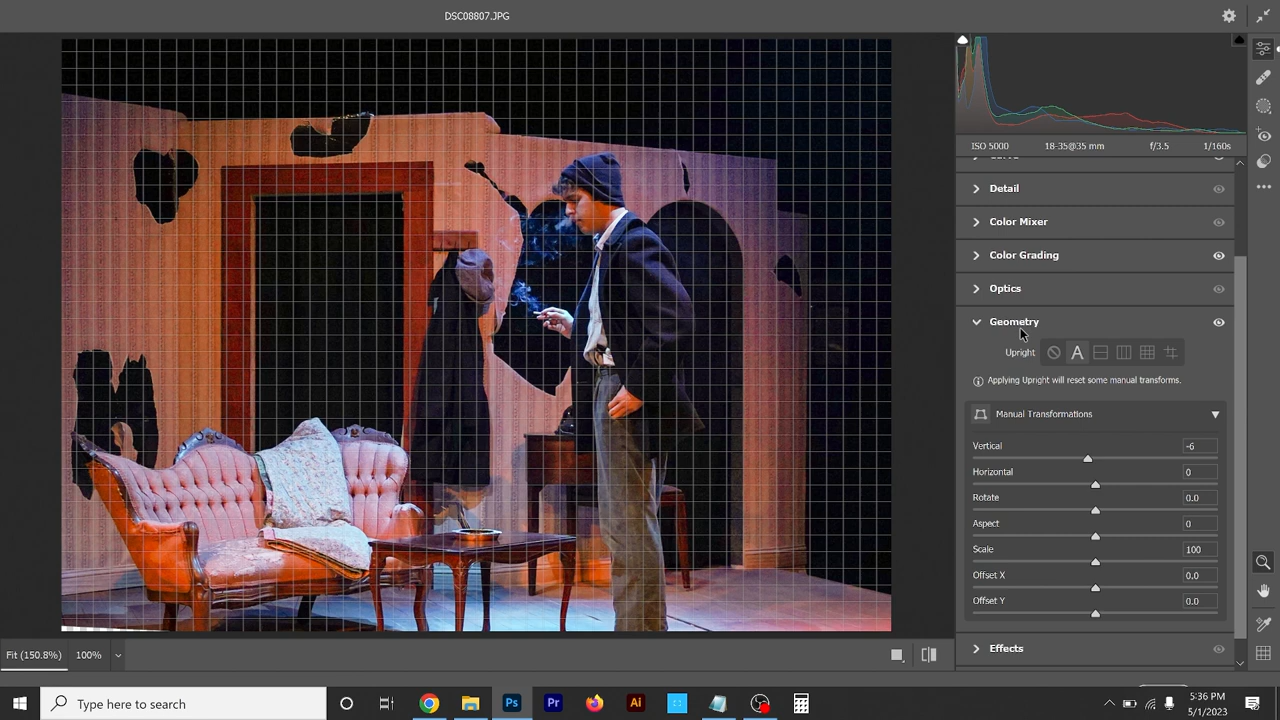 DSC08807.JPG
ISO 5000 18-35@35 mm f/3.5 1/160s
Detail
Color Mixer
Color Grading
Optics
Geometry
Upright A
Applying Upright will reset some manual transforms.
Manual Transformations
Vertical -6
Horizontal 0
Rotate 0.0
Aspect 0
Scale 100
Offset X 0.0
Offset Y 0.0
Effects
Fit (150.8%) 100%
Type here to search
Ps
Pr
Ai
5:36 PM
5/1/2023